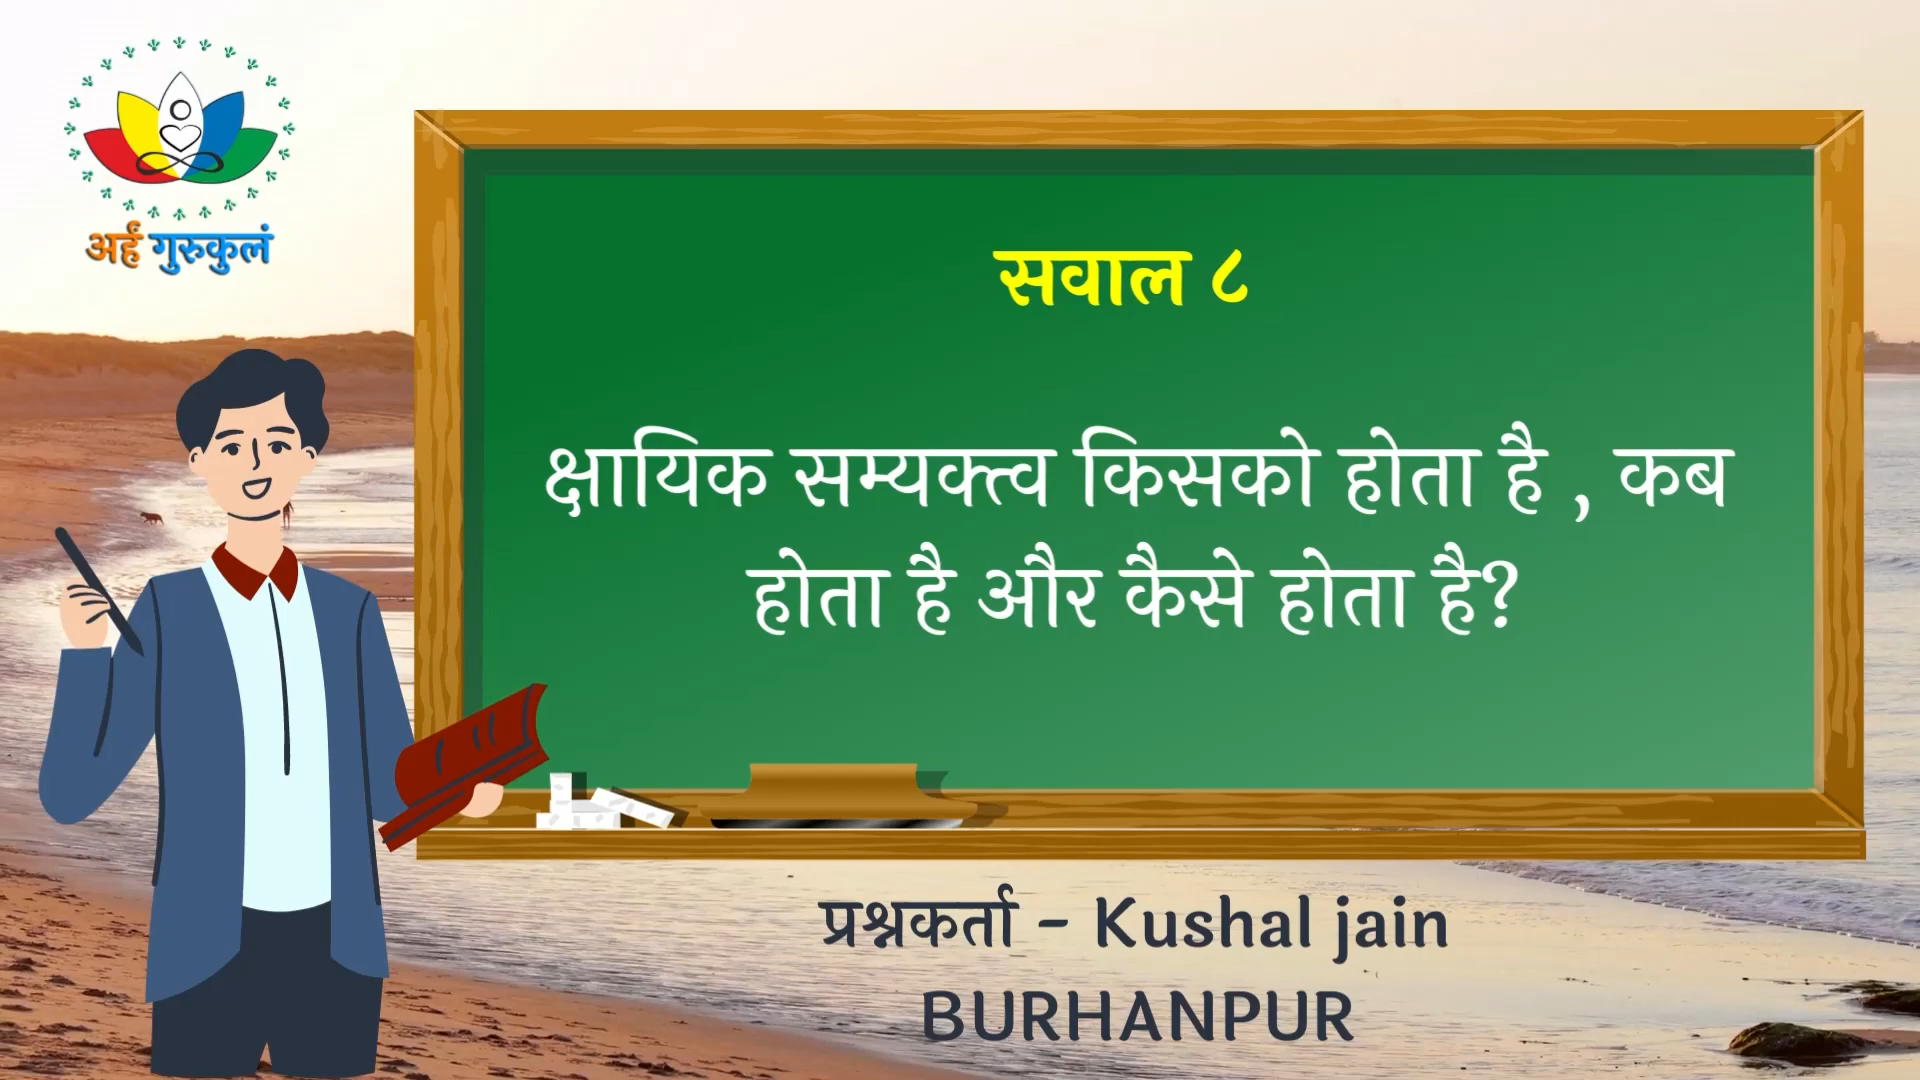 अर्हं गुरुकुलं
सवाल ८
क्षायिक सम्यक्त्व किसको होता है , कब
होता है और कैसे होता है?
प्रश्नकर्ता - Kushal jain
BURHANPUR